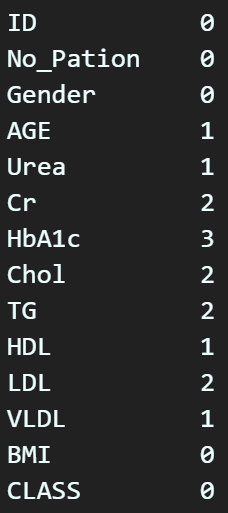 ID 0
No_Pation 0
Gender 0
AGE 1
Urea 1
Cr 2
HbA1c 3
Chol 2
TG 2
HDL 1
LDL 2
VLDL 1
BMI 0
CLASS 0